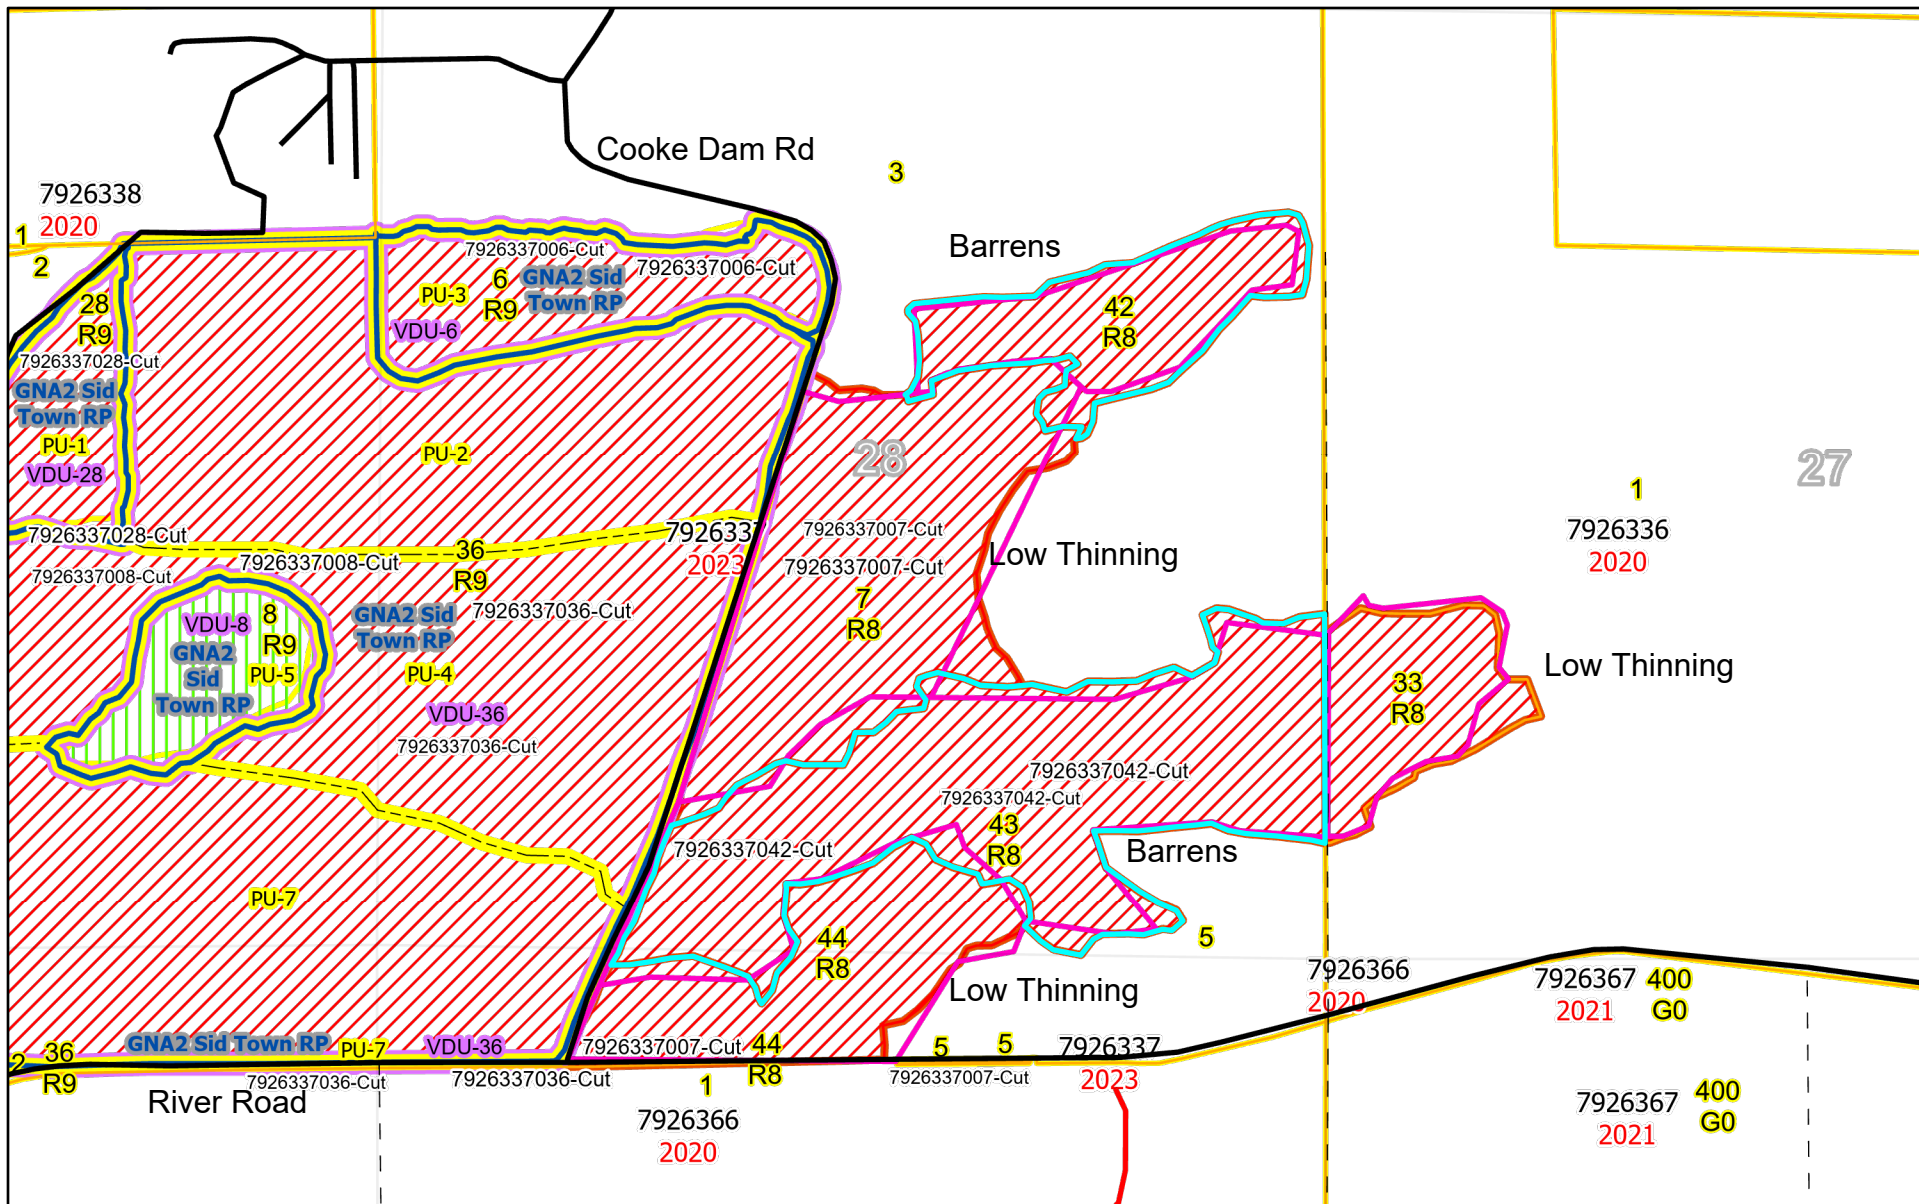 Cooke Dam Rd
3
7926338
2020
1
2
Barrens
7926337006-Cut
7926337006-Cut
6
R9
GNA2 Sid
Town RP
PU-3
VDU-6
28
R9
7926337028-Cut
GNA2 Sid
Town RP
PU-1
VDU-28
42
R8
PU-2
28
27
1
7926336
2020
7926337028-Cut
7926337008-Cut
7926337008-Cut
36
R9
792633
2023
7926337007-Cut
7926337007-Cut
Low Thinning
7
R8
7926337036-Cut
GNA2 Sid
Town RP
PU-4
VDU-36
7926337036-Cut
VDU-8
8
R9
GNA2
Sid
Town RP
PU-5
33
R8
Low Thinning
7926337042-Cut
7926337042-Cut
43
R8
7926337042-Cut
Barrens
PU-7
44
R8
5
Low Thinning
7926366
2020
7926367
2021
400
G0
2
36
R9
GNA2 Sid Town RP
PU-7
VDU-36
7926337007-Cut
44
R8
5
5
7926337
2023
7926337036-Cut
7926337036-Cut
7926337007-Cut
River Road
1
7926366
2020
7926367
2021
400
G0